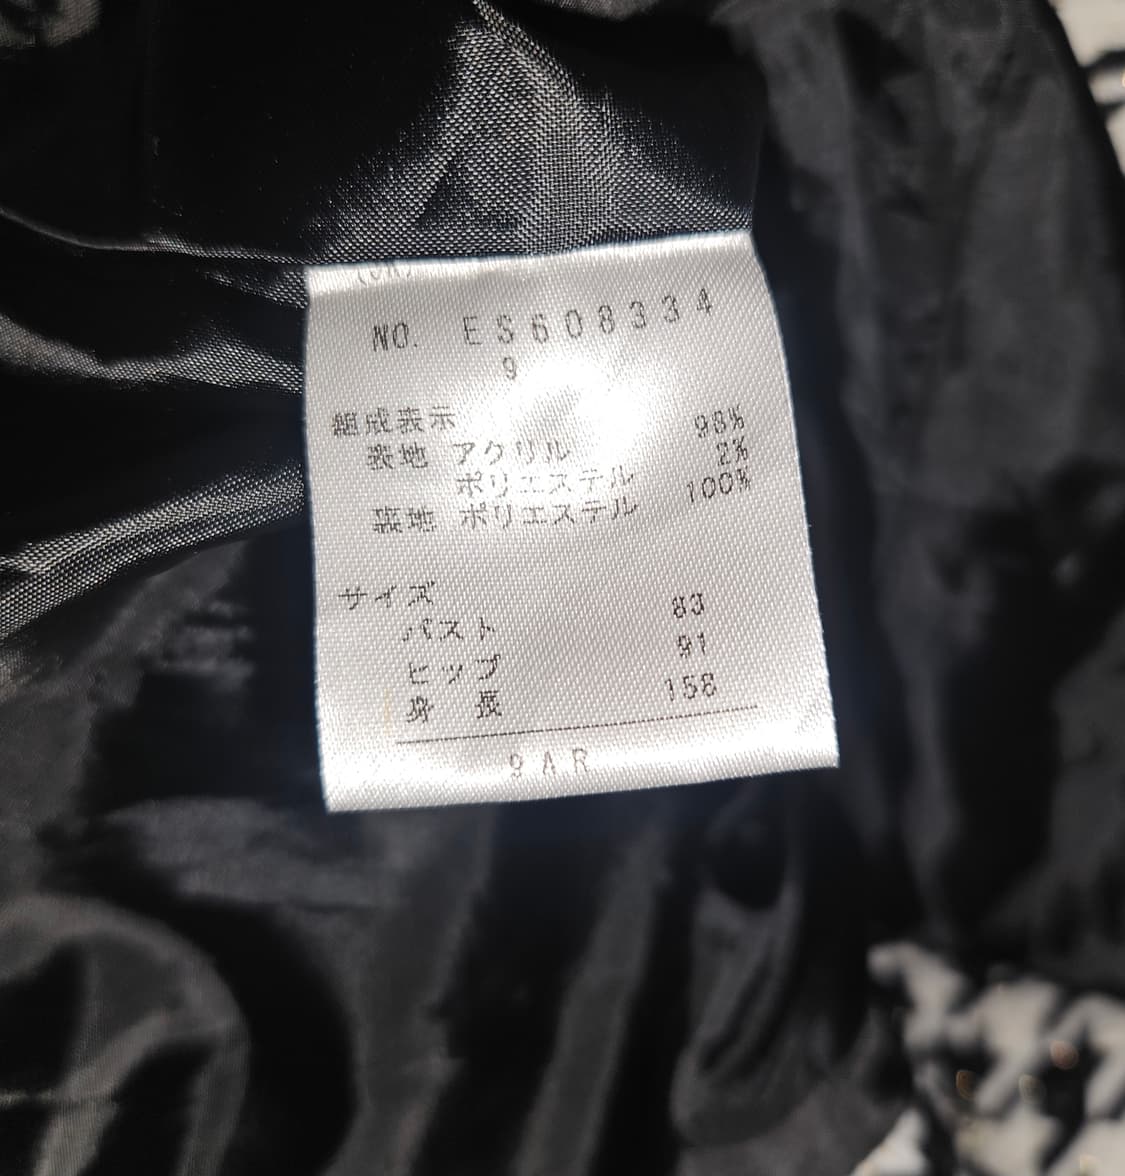 NO. ES608334
9
組成表示
表地 アクリル 98%
ポリエステル 2%
裏地 ポリエステル 100%
サイズ
バスト 83
ヒップ 91
身 長 158
9AR